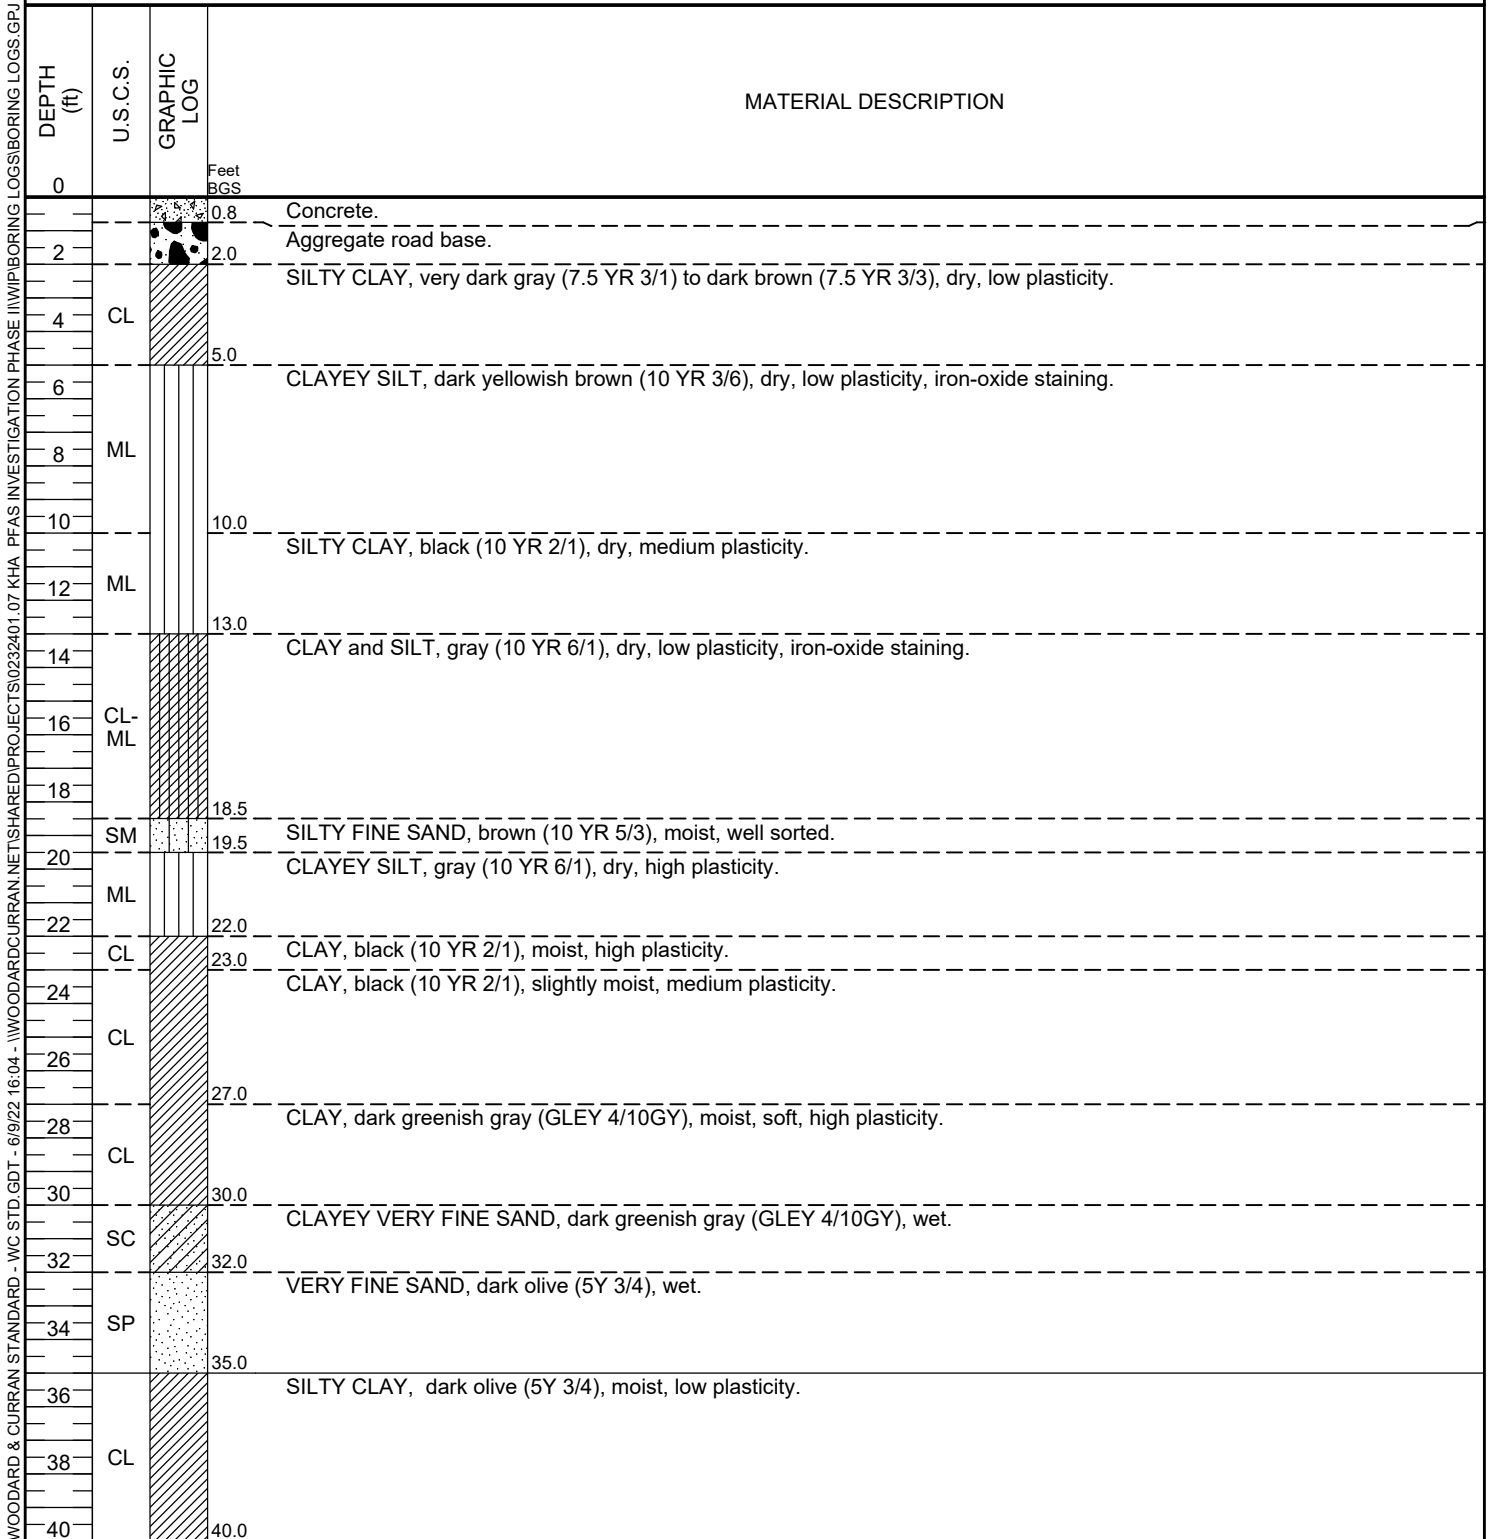 DEPTH
(ft)
U.S.C.S.
GRAPHIC
LOG
MATERIAL DESCRIPTION
Feet
BGS
0
0.8 Concrete.
Aggregate road base.
2 2.0
SILTY CLAY, very dark gray (7.5 YR 3/1) to dark brown (7.5 YR 3/3), dry, low plasticity.
4 CL
5.0
6 CLAYEY SILT, dark yellowish brown (10 YR 3/6), dry, low plasticity, iron-oxide staining.
8 ML
10 10.0
SILTY CLAY, black (10 YR 2/1), dry, medium plasticity.
12 ML
13.0
14 CLAY and SILT, gray (10 YR 6/1), dry, low plasticity, iron-oxide staining.
16 CL-
ML
18
18.5
SM SILTY FINE SAND, brown (10 YR 5/3), moist, well sorted.
19.5
20 CLAYEY SILT, gray (10 YR 6/1), dry, high plasticity.
ML
22 22.0
CL CLAY, black (10 YR 2/1), moist, high plasticity.
23.0
24 CLAY, black (10 YR 2/1), slightly moist, medium plasticity.
CL
26
27.0
28 CLAY, dark greenish gray (GLEY 4/10GY), moist, soft, high plasticity.
CL
30 30.0
CLAYEY VERY FINE SAND, dark greenish gray (GLEY 4/10GY), wet.
SC
32 32.0
VERY FINE SAND, dark olive (5Y 3/4), wet.
34 SP
35.0
36 SILTY CLAY, dark olive (5Y 3/4), moist, low plasticity.
38 CL
40 40.0
WOODARD & CURRAN STANDARD - WC STD.GDT - 6/9/22 16:04 - \\WOODARDCURRAN.NET\SHARED\PROJECTS\0232401.07 KHA PFAS INVESTIGATION PHASE II\WIP\BORING LOGS\BORING LOGS.GPJ